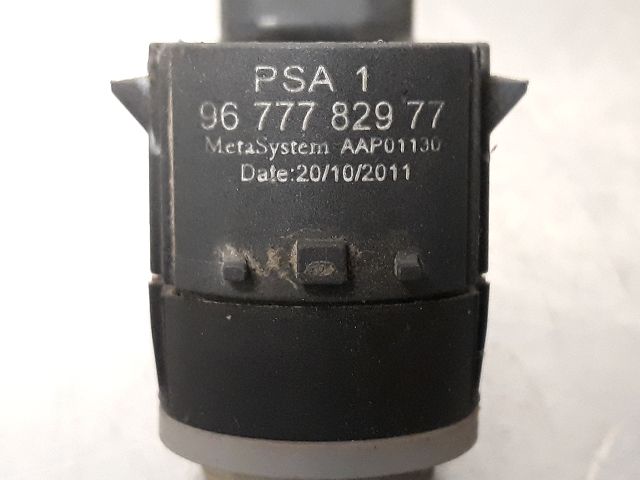 PSA 1
96 777 829 77
MetaSystem AAP01130
Date:20/10/2011